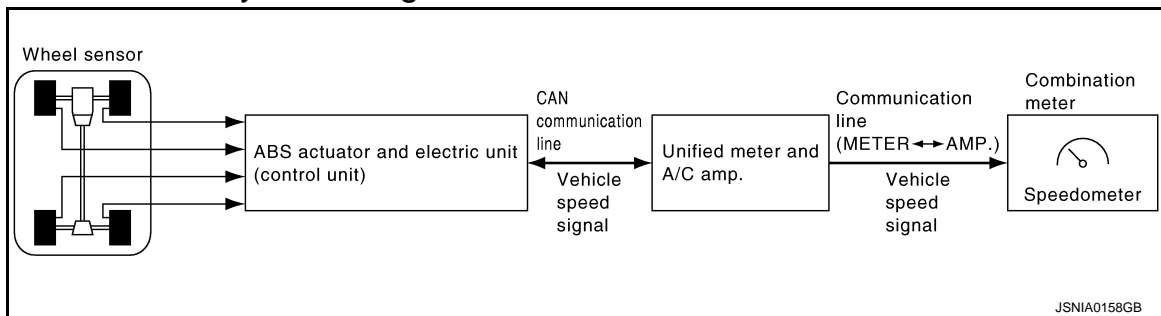 Wheel sensor
ABS actuator and electric unit
(control unit)
CAN
communication
line
Vehicle
speed
signal
Unified meter and
A/C amp.
Communication
line
(METER ↔ AMP.)
Vehicle
speed
signal
Combination
meter
Speedometer
JSNIA0158GB